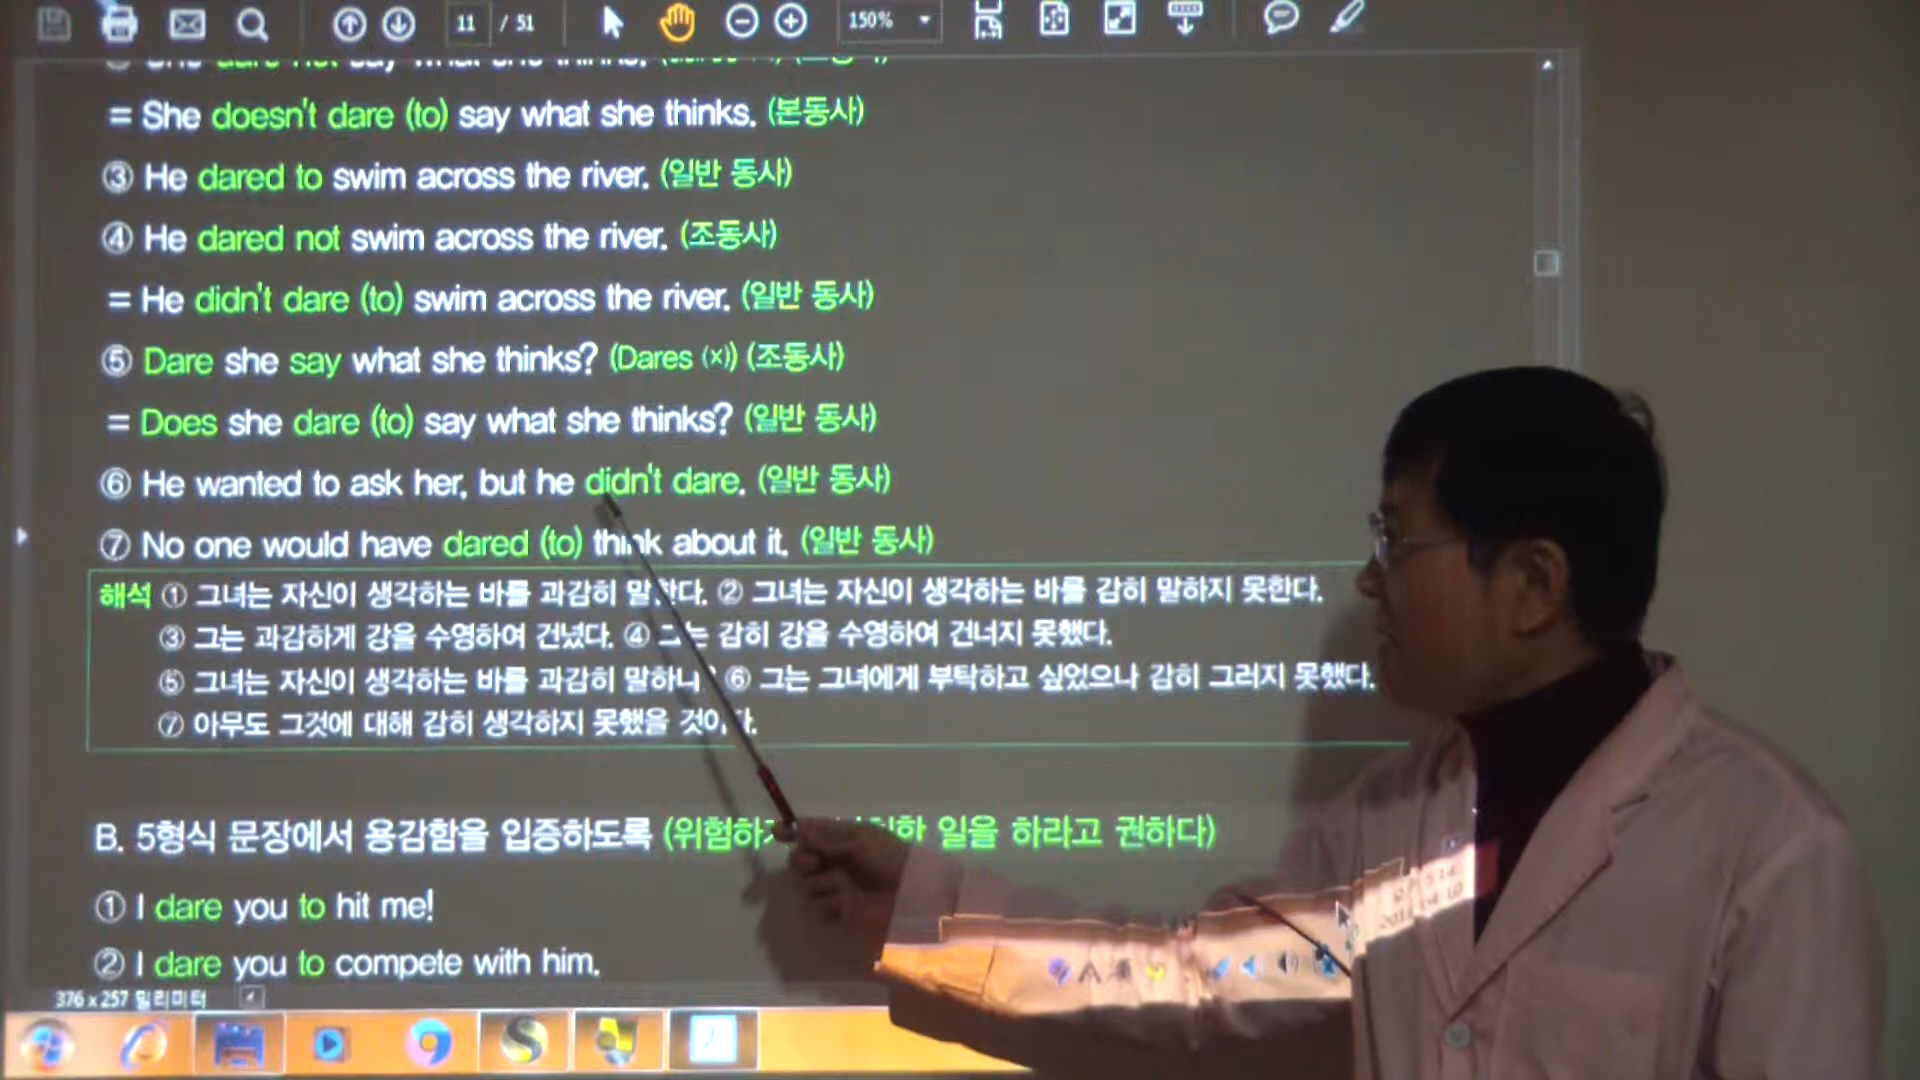 11 / 51
150%
= She doesn't dare (to) say what she thinks. (본동사)
③ He dared to swim across the river. (일반 동사)
④ He dared not swim across the river. (조동사)
= He didn't dare (to) swim across the river. (일반 동사)
⑤ Dare she say what she thinks? (Dares (×)) (조동사)
= Does she dare (to) say what she thinks? (일반 동사)
⑥ He wanted to ask her, but he didn't dare. (일반 동사)
⑦ No one would have dared (to) think about it. (일반 동사)
해석 ① 그녀는 자신이 생각하는 바를 과감히 ② 그녀는 자신이 생각하는 바를 감히 말하지 못한다.
③ 그는 과감하게 강을 수영하여 건넜다. ④ 그는 감히 강을 수영하여 건너지 못했다.
⑤ 그녀는 자신이 생각하는 바를 과감히 말하니? ⑥ 그는 그녀에게 부탁하고 싶었으나 감히 그러지 못했다.
⑦ 아무도 그것에 대해 감히 생각하지 못했을 것이다.
B. 5형식 문장에서 용감함을 입증하도록 일을 하라고 권하다)
① I dare you to hit me!
② I dare you to compete with him.
376 x 257 밀리미터
A 漢